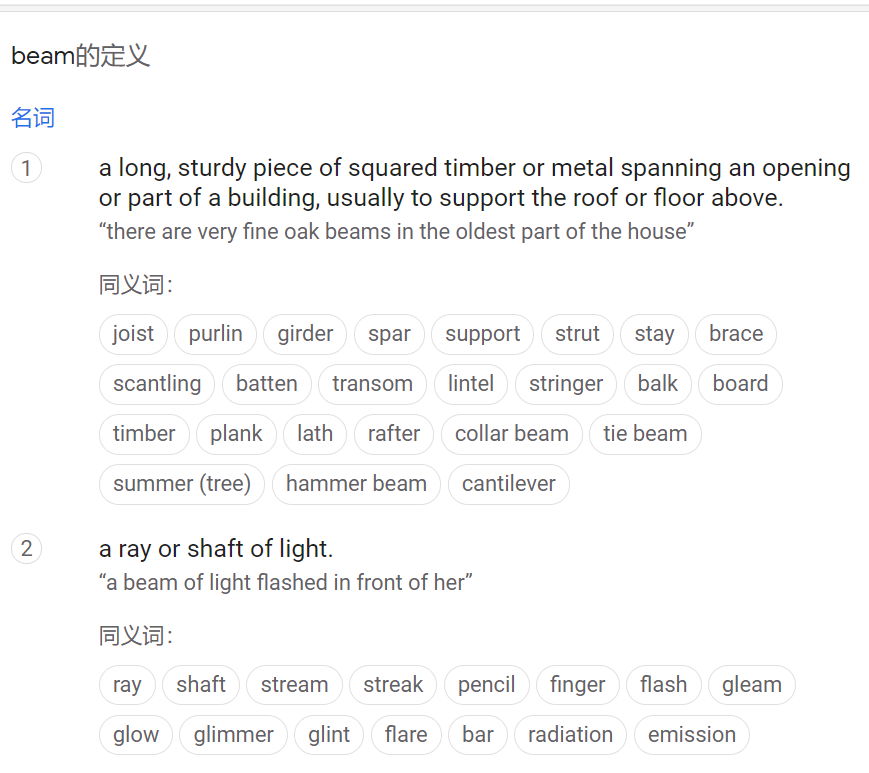 beam的定义
名词
1 a long, sturdy piece of squared timber or metal spanning an opening
or part of a building, usually to support the roof or floor above.
“there are very fine oak beams in the oldest part of the house”
同义词：
joist purlin girder spar support strut stay brace
scantling batten transom lintel stringer balk board
timber plank lath rafter collar beam tie beam
summer (tree) hammer beam cantilever
2 a ray or shaft of light.
“a beam of light flashed in front of her”
同义词：
ray shaft stream streak pencil finger flash gleam
glow glimmer glint flare bar radiation emission